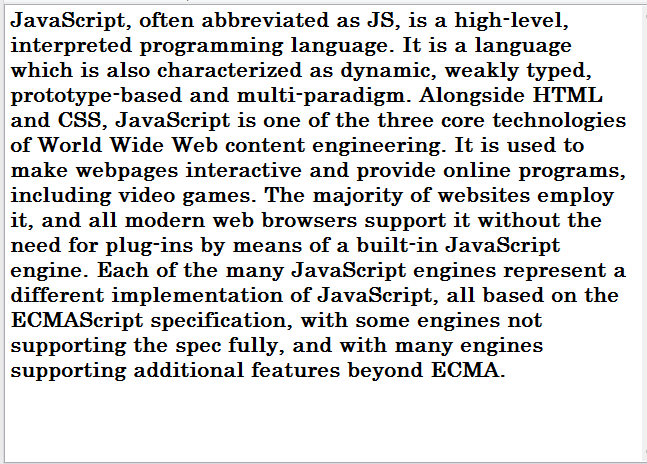 JavaScript, often abbreviated as JS, is a high-level,
interpreted programming language. It is a language
which is also characterized as dynamic, weakly typed,
prototype-based and multi-paradigm. Alongside HTML
and CSS, JavaScript is one of the three core technologies
of World Wide Web content engineering. It is used to
make webpages interactive and provide online programs,
including video games. The majority of websites employ
it, and all modern web browsers support it without the
need for plug-ins by means of a built-in JavaScript
engine. Each of the many JavaScript engines represent a
different implementation of JavaScript, all based on the
ECMAScript specification, with some engines not
supporting the spec fully, and with many engines
supporting additional features beyond ECMA.